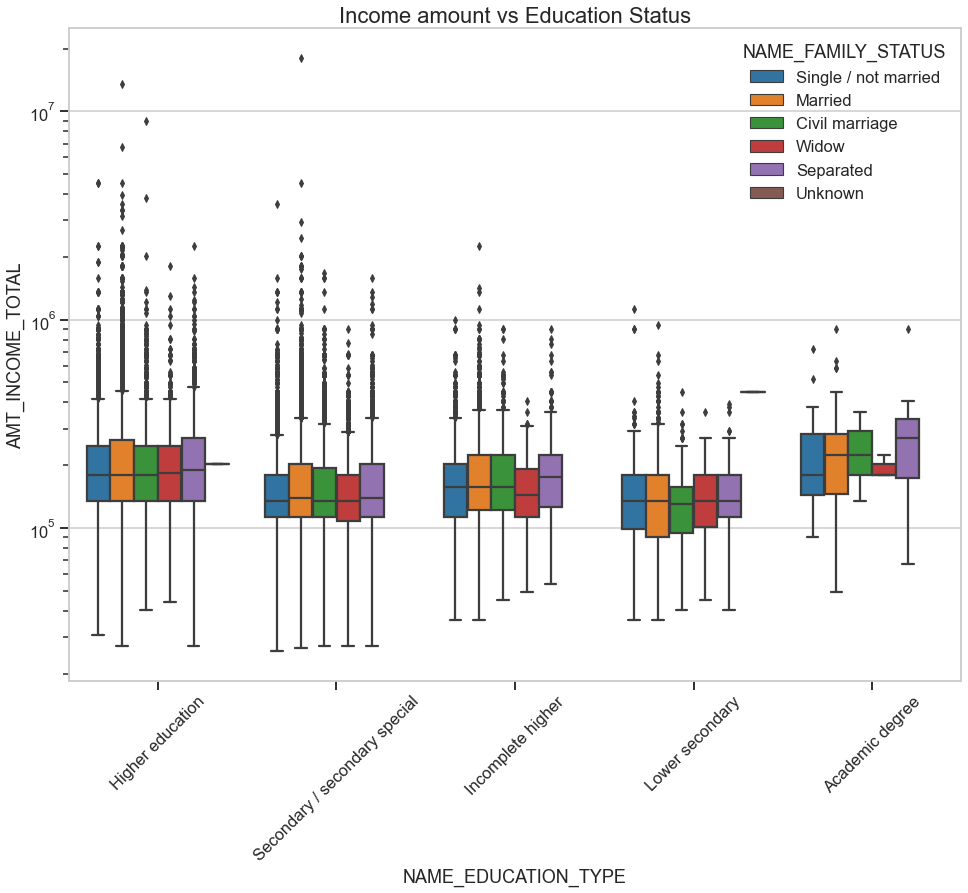 Income amount vs Education Status
NAME_FAMILY_STATUS
Single / not married
Married
Civil marriage
Widow
Separated
Unknown
10^7
10^6
10^5
AMT_INCOME_TOTAL
Higher education
Secondary / secondary special
Incomplete higher
Lower secondary
Academic degree
NAME_EDUCATION_TYPE